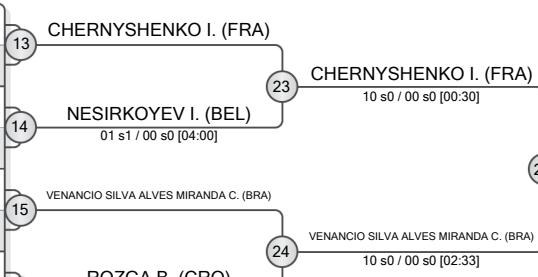 CHERNYSHENKO I. (FRA)
13
CHERNYSHENKO I. (FRA)
23
10 s0 / 00 s0 [00:30]
NESIRKOYEV I. (BEL)
14
01 s1 / 00 s0 [04:00]
VENANCIO SILVA ALVES MIRANDA C. (BRA)
15
VENANCIO SILVA ALVES MIRANDA C. (BRA)
24
10 s0 / 00 s0 [02:33]